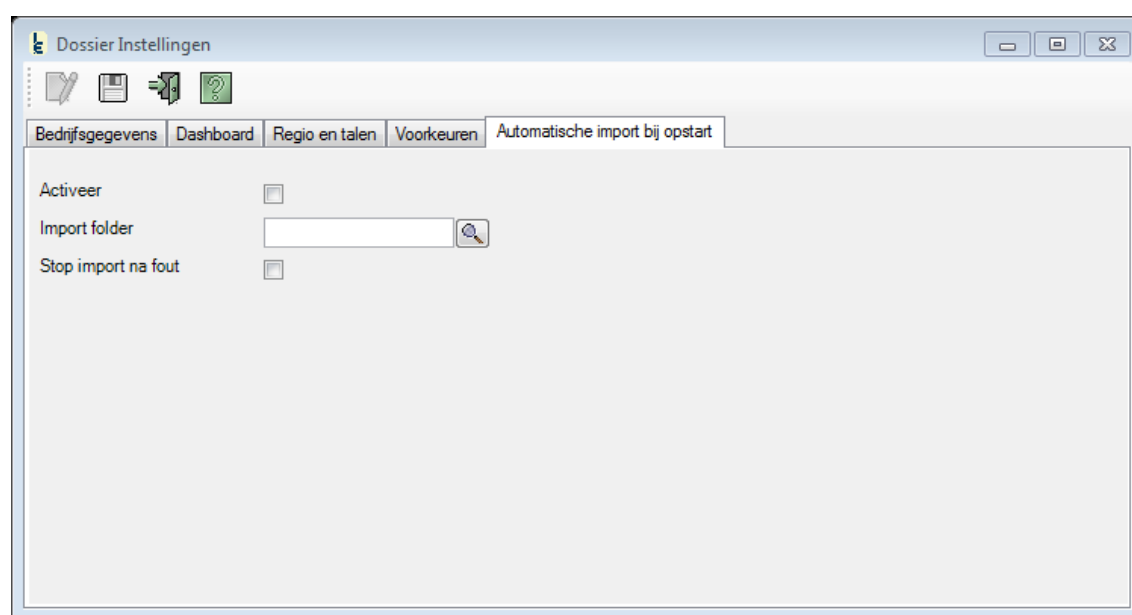 Dossier Instellingen
Bedrijfsgegevens Dashboard Regio en talen Voorkeuren Automatische import bij opstart
Activeer
Import folder
Stop import na fout